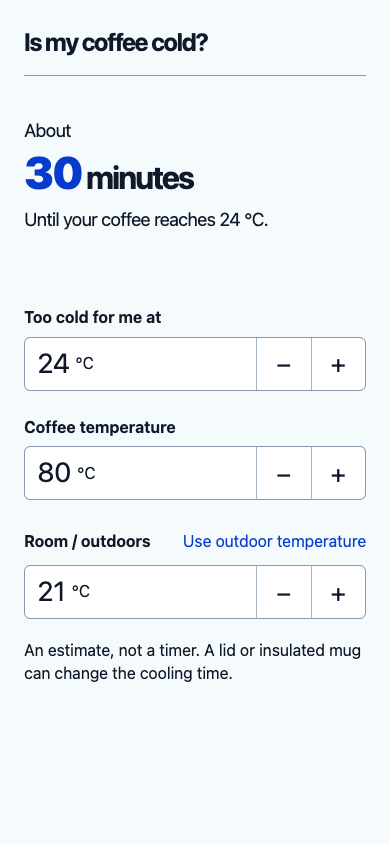 Is my coffee cold?
About
30 minutes
Until your coffee reaches 24 °C.
Too cold for me at
24 °C − +
Coffee temperature
80 °C − +
Room / outdoors Use outdoor temperature
21 °C − +
An estimate, not a timer. A lid or insulated mug
can change the cooling time.